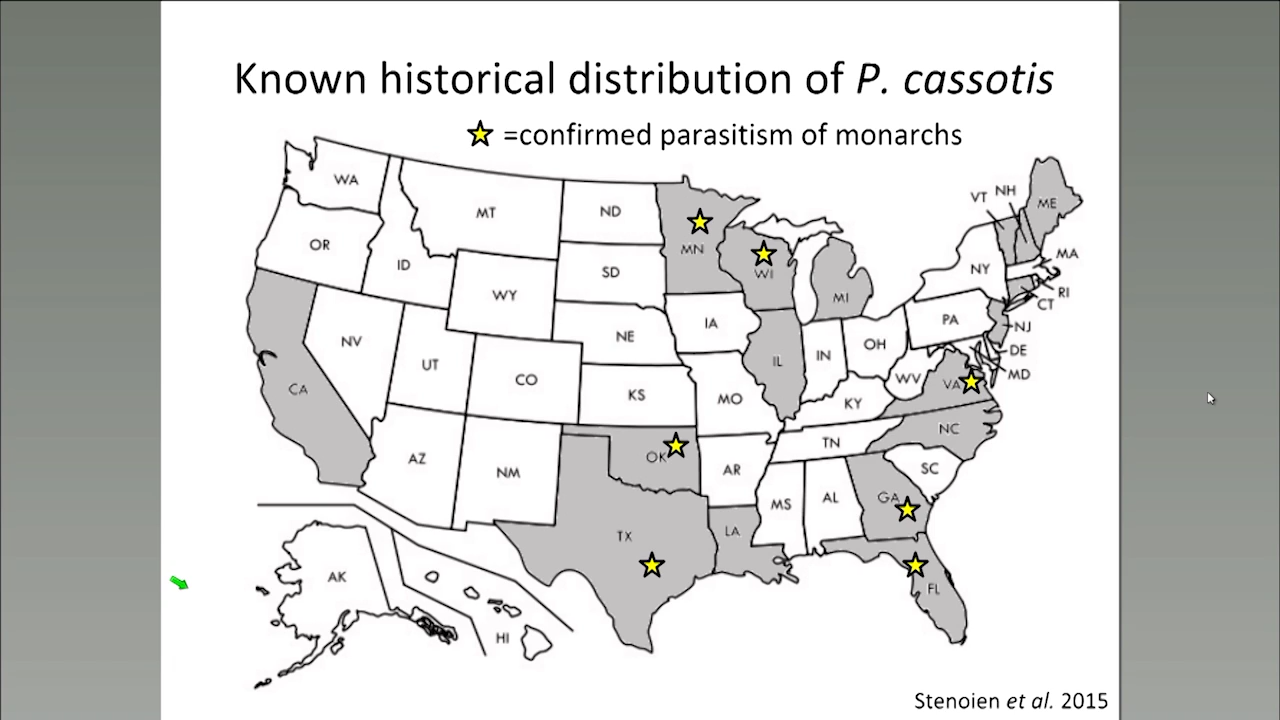 Known historical distribution of P. cassotis
=confirmed parasitism of monarchs
WA
MT
ND
MN
OR
ID
WY
SD
WI
MI
VT
NH
ME
NY
MA
RI
CT
NV
UT
CO
NE
IA
IL
IN
OH
PA
NJ
DE
MD
CA
KS
MO
WV
VA
KY
AZ
NM
OK
AR
TN
NC
SC
TX
LA
MS
AL
GA
FL
AK
HI
Stenoien et al. 2015